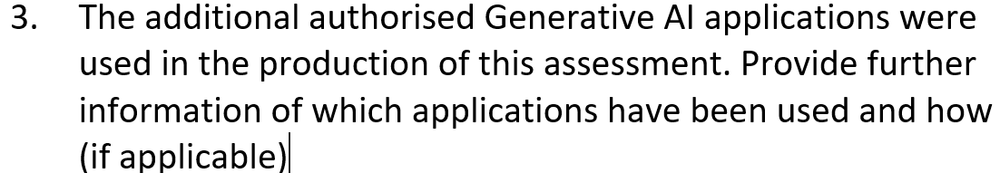 3. The additional authorised Generative AI applications were
used in the production of this assessment. Provide further
information of which applications have been used and how
(if applicable)